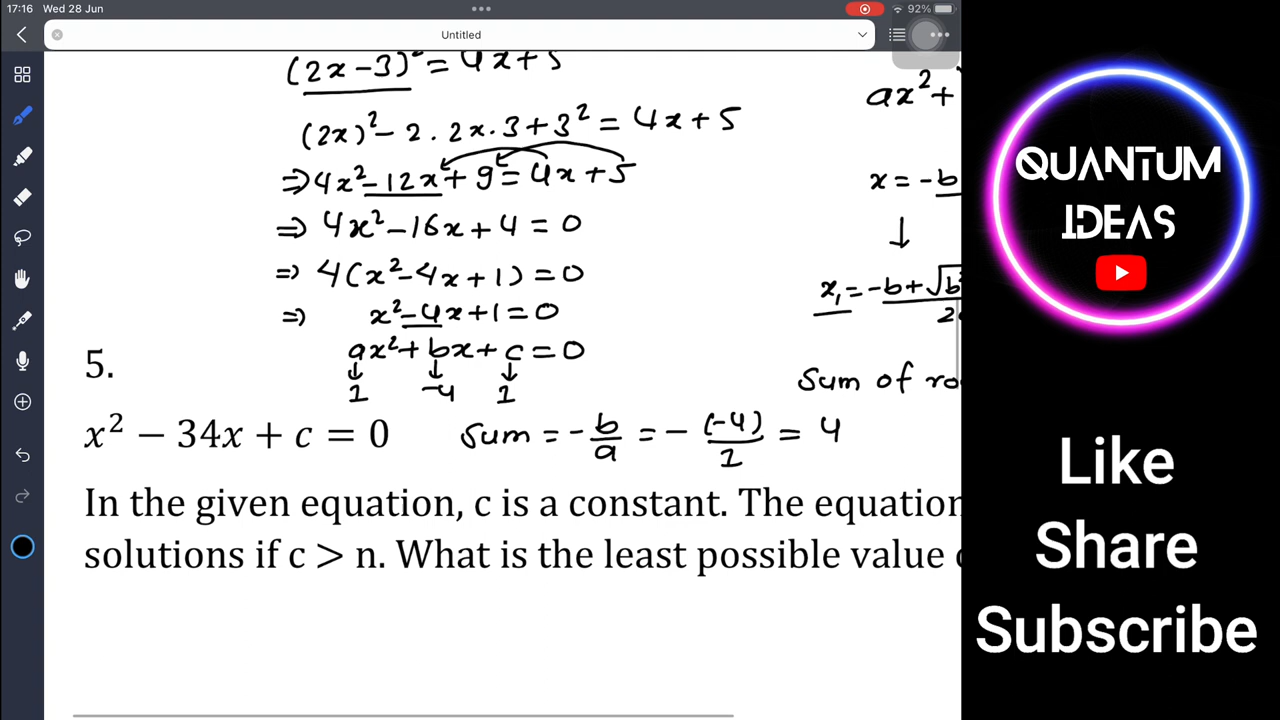 17:16 Wed 28 Jun
92%
Untitled
(2x-3)² = 4x+5
(2x)² - 2 . 2x . 3 + 3² = 4x+5
⇒ 4x² - 12x + 9 = 4x + 5
⇒ 4x² - 16x + 4 = 0
⇒ 4(x² - 4x + 1) = 0
⇒ x² - 4x + 1 = 0
ax² + bx + c = 0
↓ ↓ ↓
1 -4 1
ax² +
x = -b
↓
x₁ = -b + √b²
2a
Sum of ro
5.
x² − 34x + c = 0
Sum = - b/a = - (-4)/1 = 4
In the given equation, c is a constant. The equation
solutions if c > n. What is the least possible value
QUANTUM
IDEAS
Like
Share
Subscribe